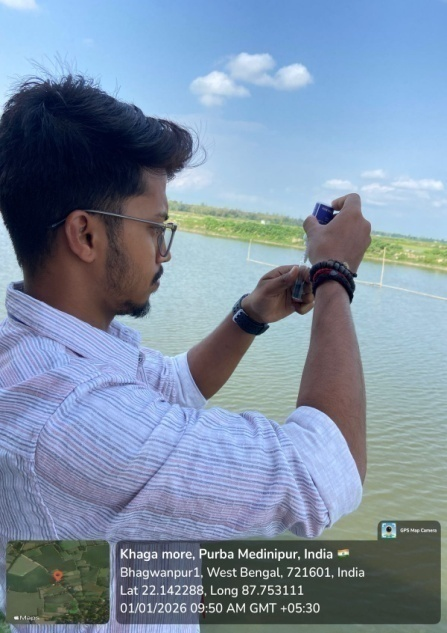 GPS Map Camera
Khaga more, Purba Medinipur, India 🇮🇳
Bhagwanpur1, West Bengal, 721601, India
Lat 22.142288, Long 87.753111
01/01/2026 09:50 AM GMT +05:30
Maps